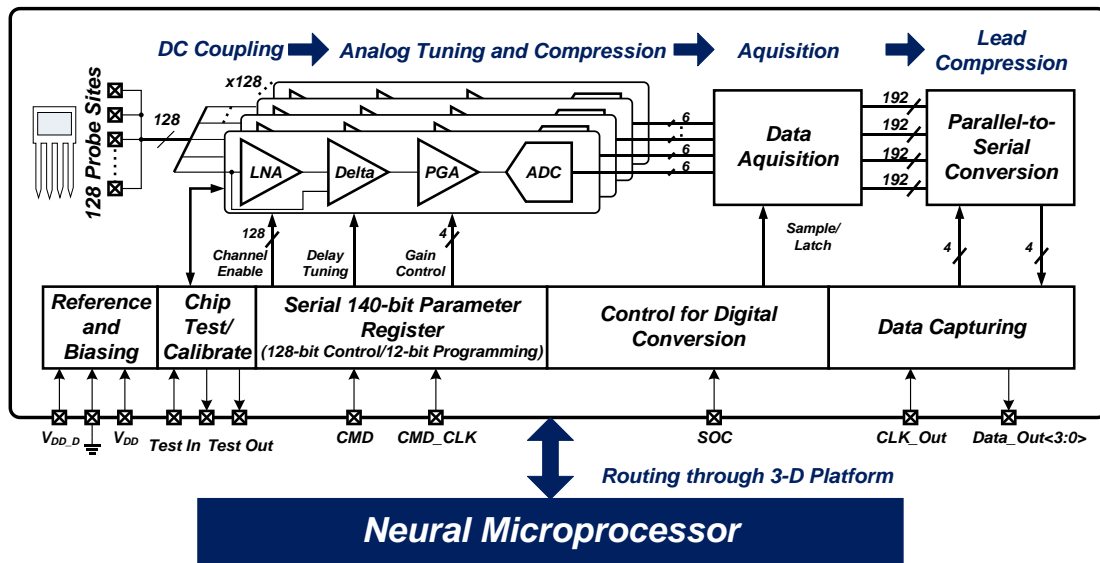 DC Coupling
Analog Tuning and Compression
Aquisition
Lead
Compression
x128
128 Probe Sites
128
LNA
Delta
PGA
ADC
6
6
6
6
Data
Aquisition
192
192
192
192
Parallel-to-
Serial
Conversion
128
Channel
Enable
Delay
Tuning
4
Gain
Control
Sample/
Latch
4
4
Reference
and
Biasing
Chip
Test/
Calibrate
Serial 140-bit Parameter
Register
(128-bit Control/12-bit Programming)
Control for Digital
Conversion
Data Capturing
VDD_D
VDD
Test In
Test Out
CMD
CMD_CLK
SOC
CLK_Out
Data_Out<3:0>
Routing through 3-D Platform
Neural Microprocessor